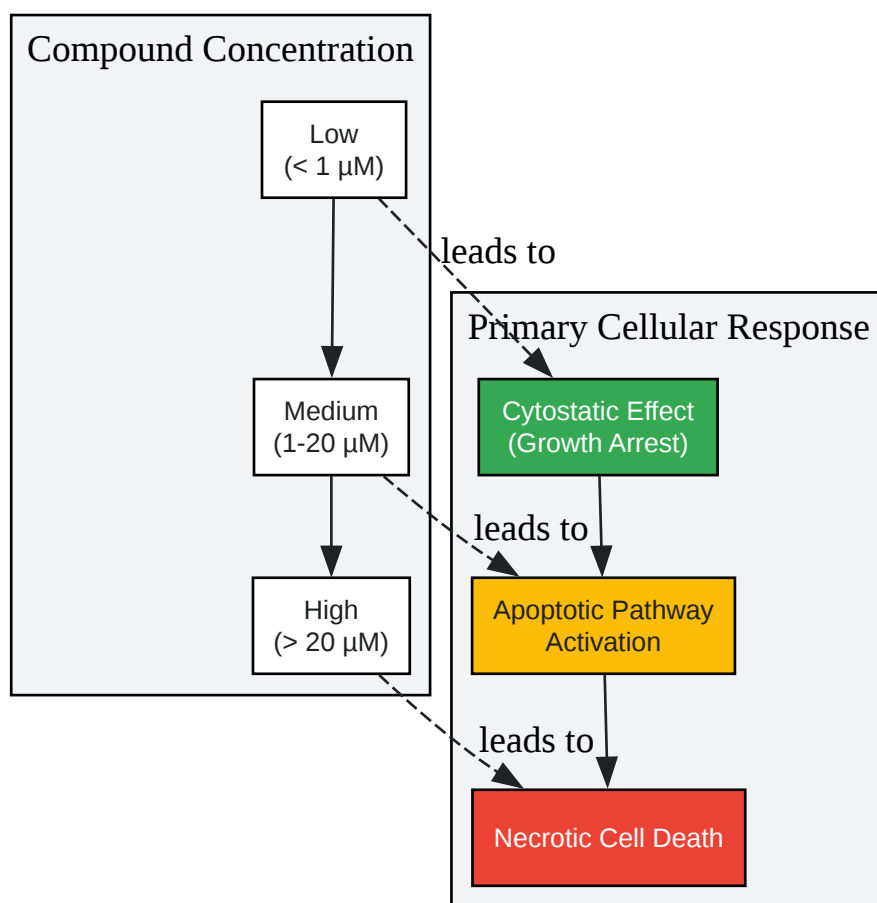 Compound Concentration
Low
(< 1 µM)
leads to
Primary Cellular Response
Medium
(1-20 µM)
Cytostatic Effect
(Growth Arrest)
leads to
High
(> 20 µM)
Apoptotic Pathway
Activation
leads to
Necrotic Cell Death